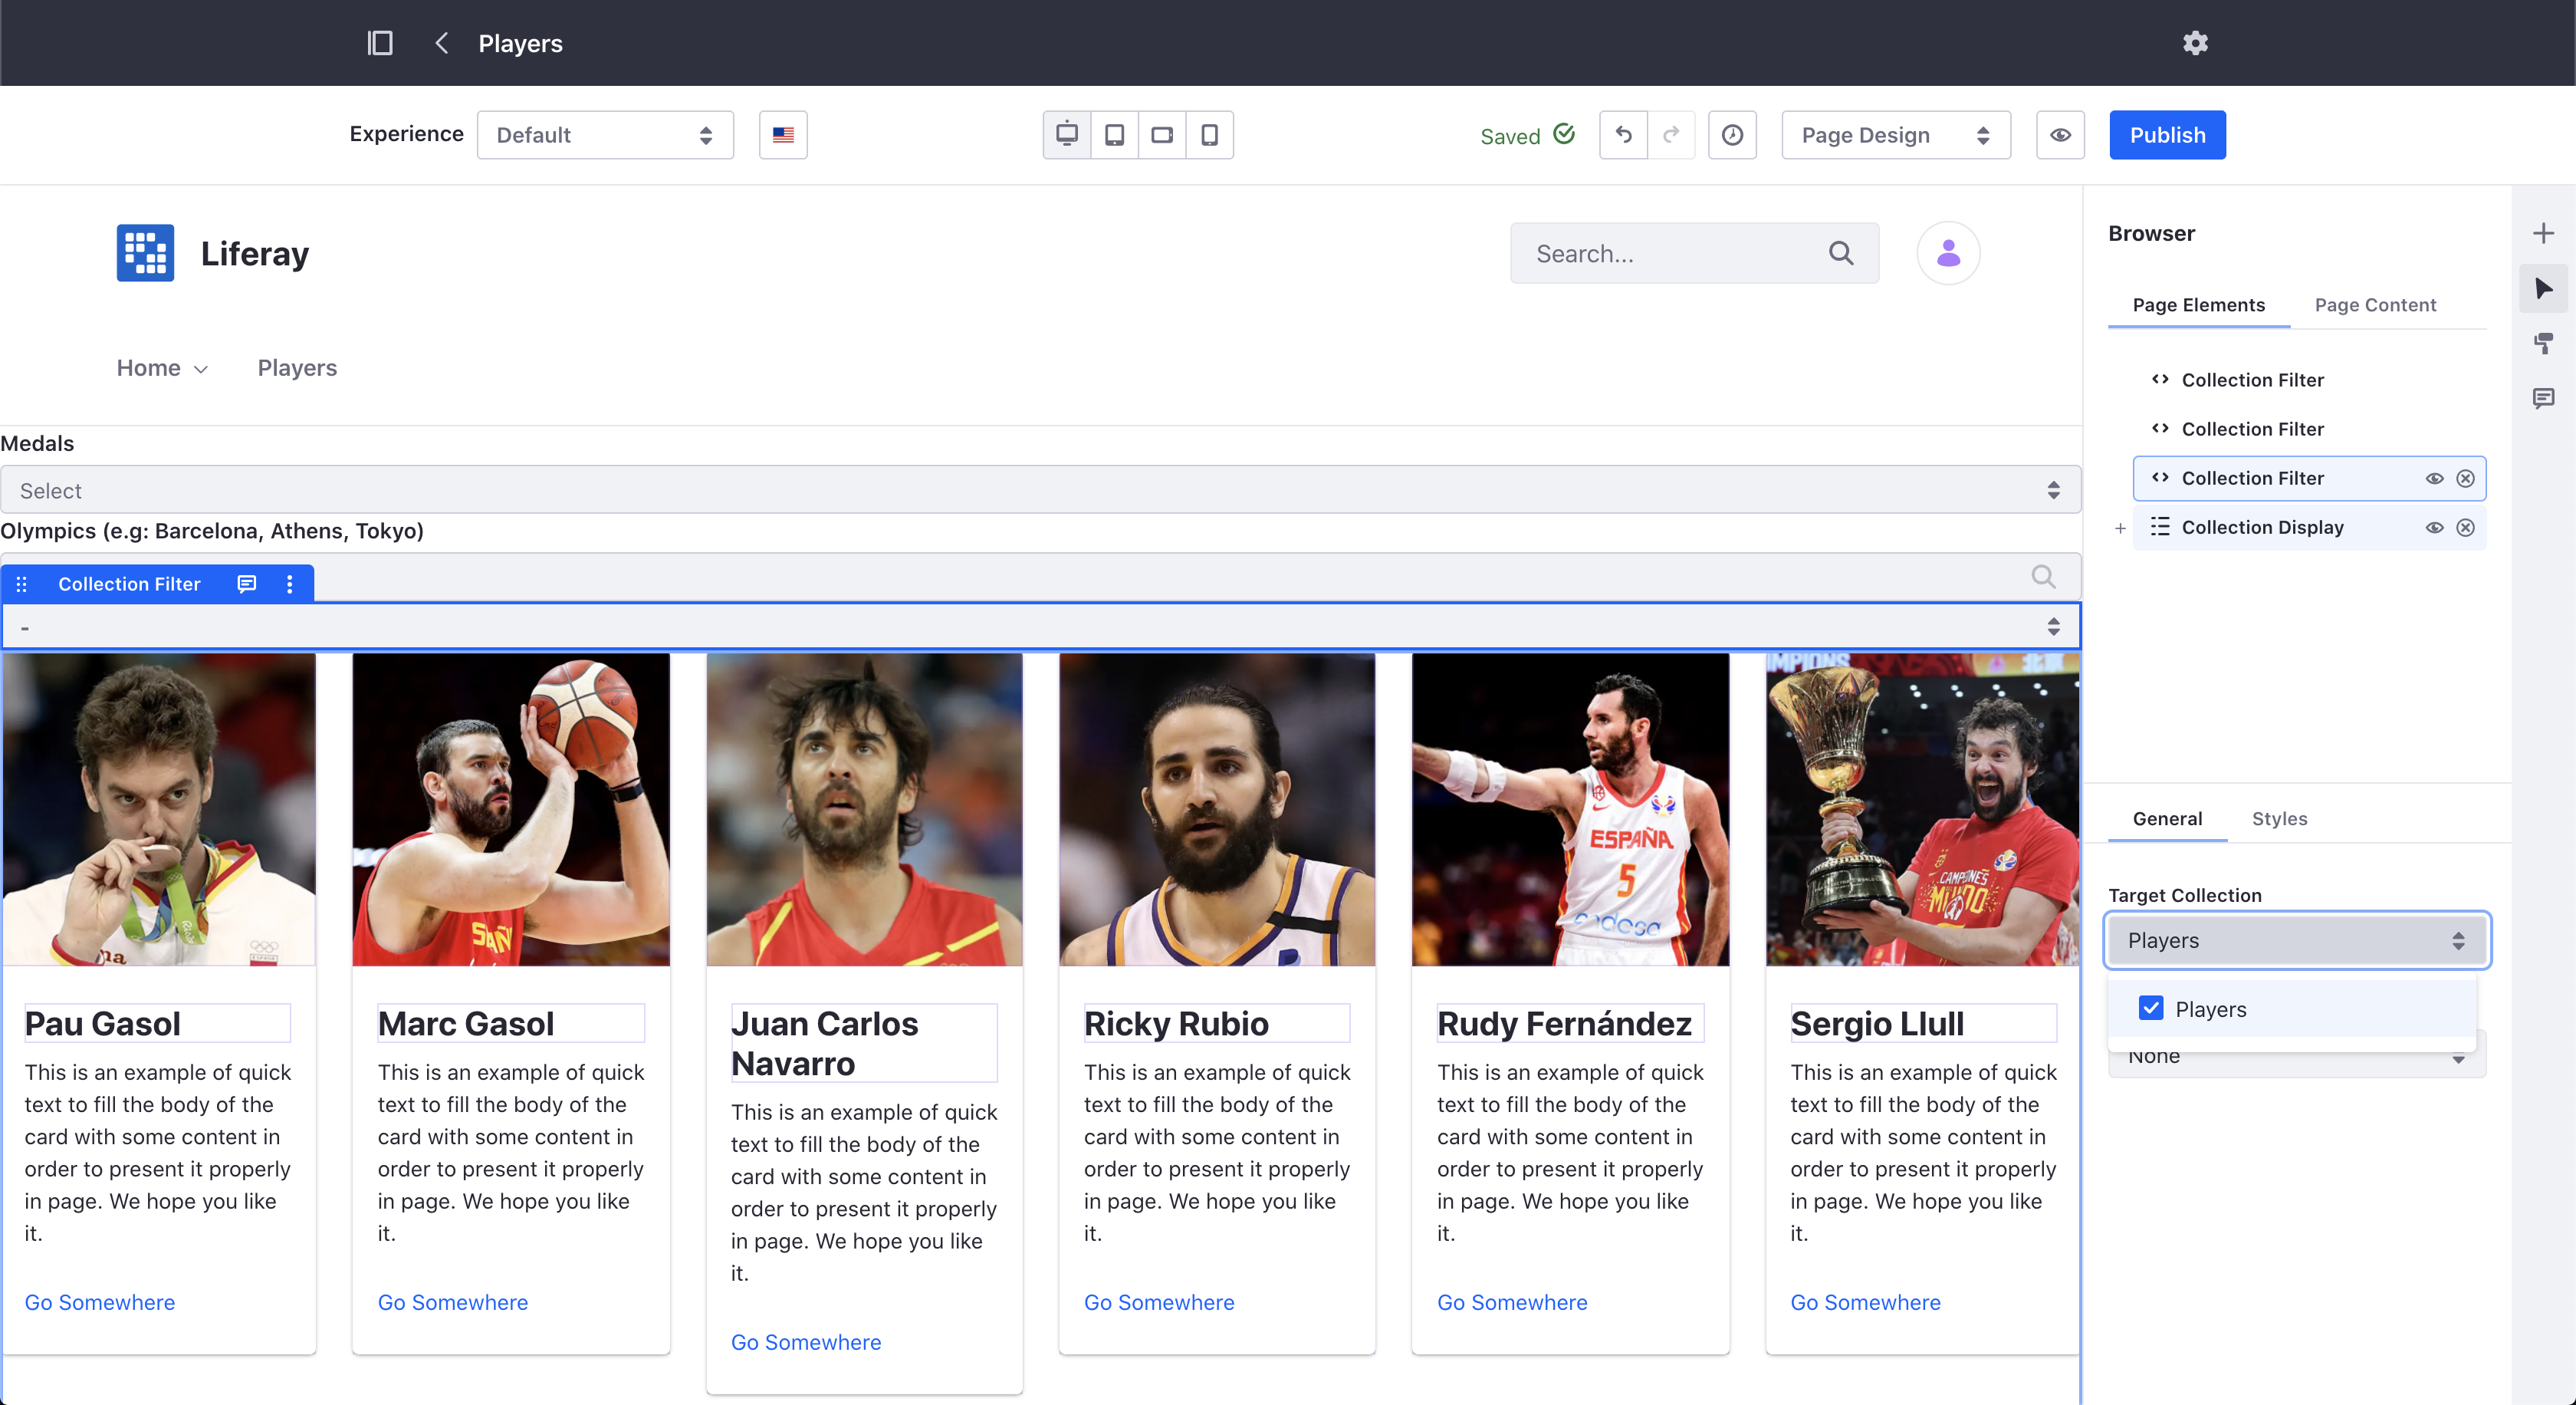 Players
Experience
Default
Saved
Page Design
Publish
Liferay
Search...
Home
Players
Medals
Select
Olympics (e.g: Barcelona, Athens, Tokyo)
Collection Filter
-
Pau Gasol
This is an example of quick
text to fill the body of the
card with some content in
order to present it properly
in page. We hope you like
it.
Go Somewhere
Marc Gasol
This is an example of quick
text to fill the body of the
card with some content in
order to present it properly
in page. We hope you like
it.
Go Somewhere
Juan Carlos
Navarro
This is an example of quick
text to fill the body of the
card with some content in
order to present it properly
in page. We hope you like
it.
Go Somewhere
Ricky Rubio
This is an example of quick
text to fill the body of the
card with some content in
order to present it properly
in page. We hope you like
it.
Go Somewhere
ESPAÑA
5
Rudy Fernández
This is an example of quick
text to fill the body of the
card with some content in
order to present it properly
in page. We hope you like
it.
Go Somewhere
CAMPEONES
Sergio Llull
This is an example of quick
text to fill the body of the
card with some content in
order to present it properly
in page. We hope you like
it.
Go Somewhere
Browser
Page Elements
Page Content
Collection Filter
Collection Filter
Collection Filter
Collection Display
General
Styles
Target Collection
Players
Players
None